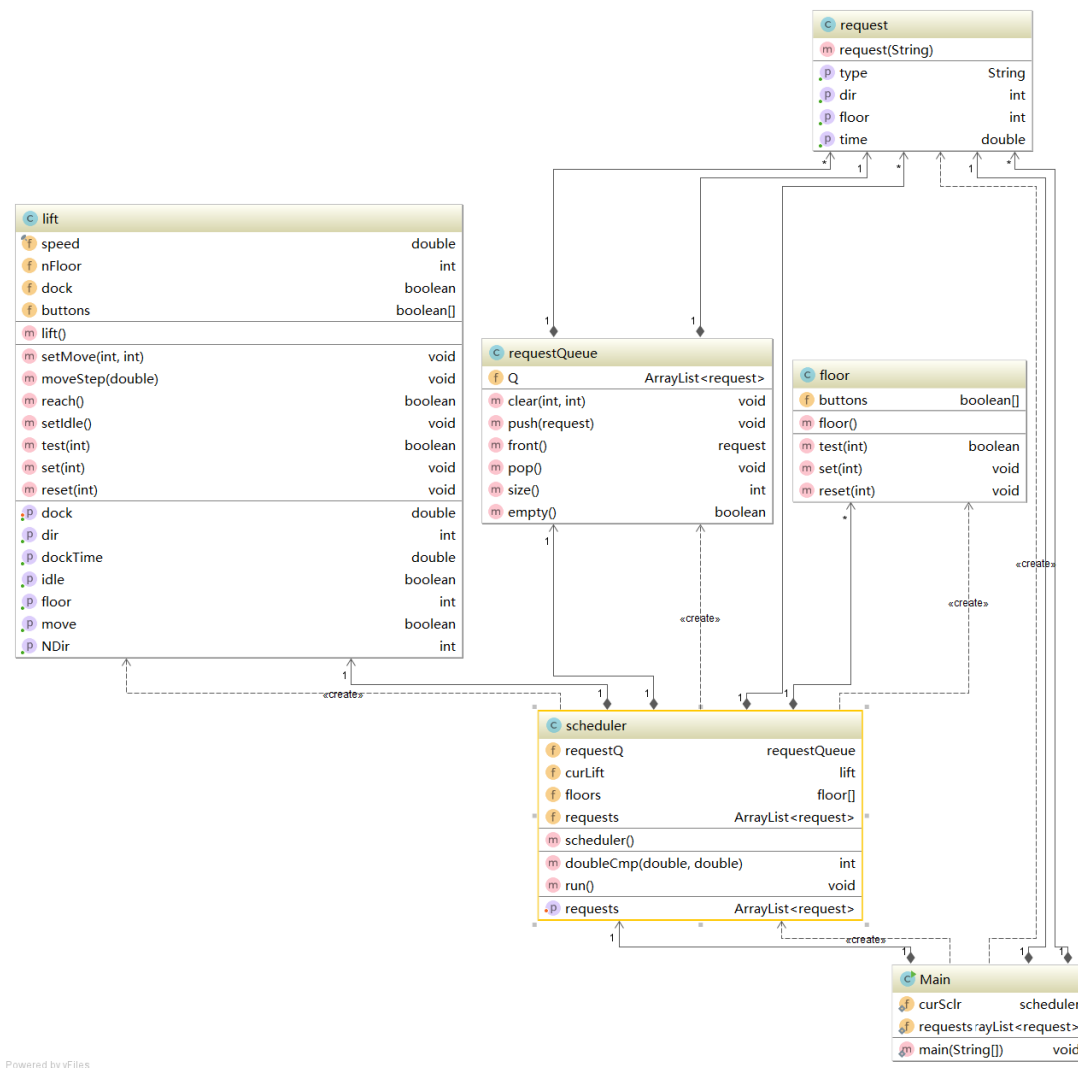 request
request(String)
type String
dir int
floor int
time double
* 1 * 1 *
lift
speed double
nFloor int
dock boolean
buttons boolean[]
lift()
setMove(int, int) void
moveStep(double) void
reach() boolean
setIdle() void
test(int) boolean
set(int) void
reset(int) void
dock double
dir int
dockTime double
idle boolean
floor int
move boolean
NDir int
1 1
requestQueue
Q ArrayList<request>
clear(int, int) void
push(request) void
front() request
pop() void
size() int
empty() boolean
floor
buttons boolean[]
floor()
test(int) boolean
set(int) void
reset(int) void
1 *
«create»
«create»
«create»
1
«create»
1 1 1 1
scheduler
requestQ requestQueue
curLift lift
floors floor[]
requests ArrayList<request>
scheduler()
doubleCmp(double, double) int
run() void
requests ArrayList<request>
1
«create»
1 1 1
Main
curSclr scheduler
requests rayList<request>
main(String[]) void
Powered by yFiles